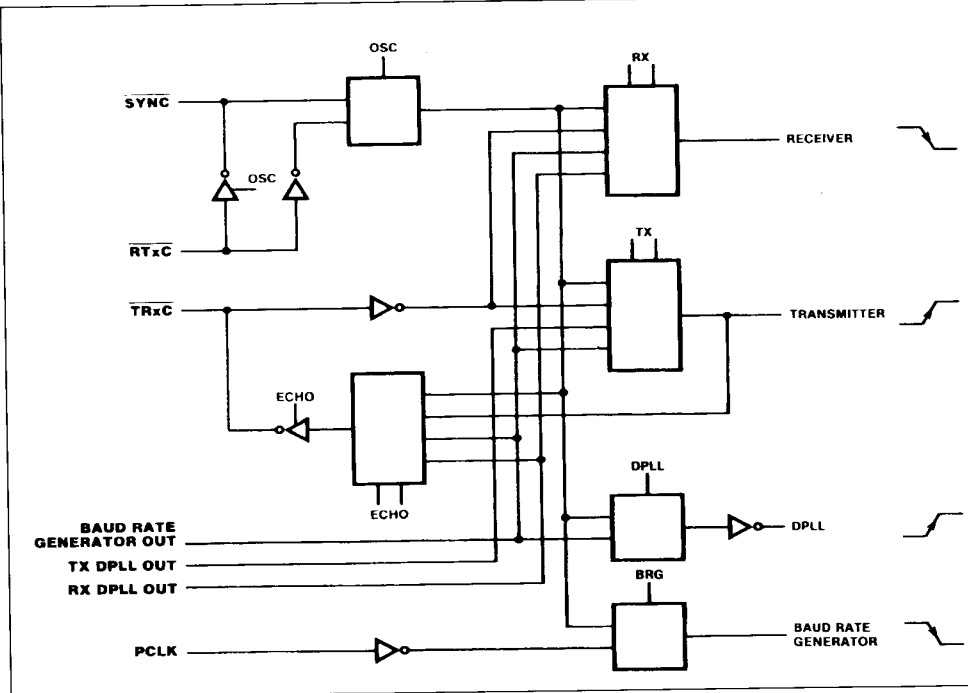 OSC
SYNC
RX
RECEIVER
OSC
RTxC
TX
TRxC
TRANSMITTER
ECHO
DPLL
ECHO
BAUD RATE
GENERATOR OUT
DPLL
TX DPLL OUT
RX DPLL OUT
BRG
BAUD RATE
GENERATOR
PCLK